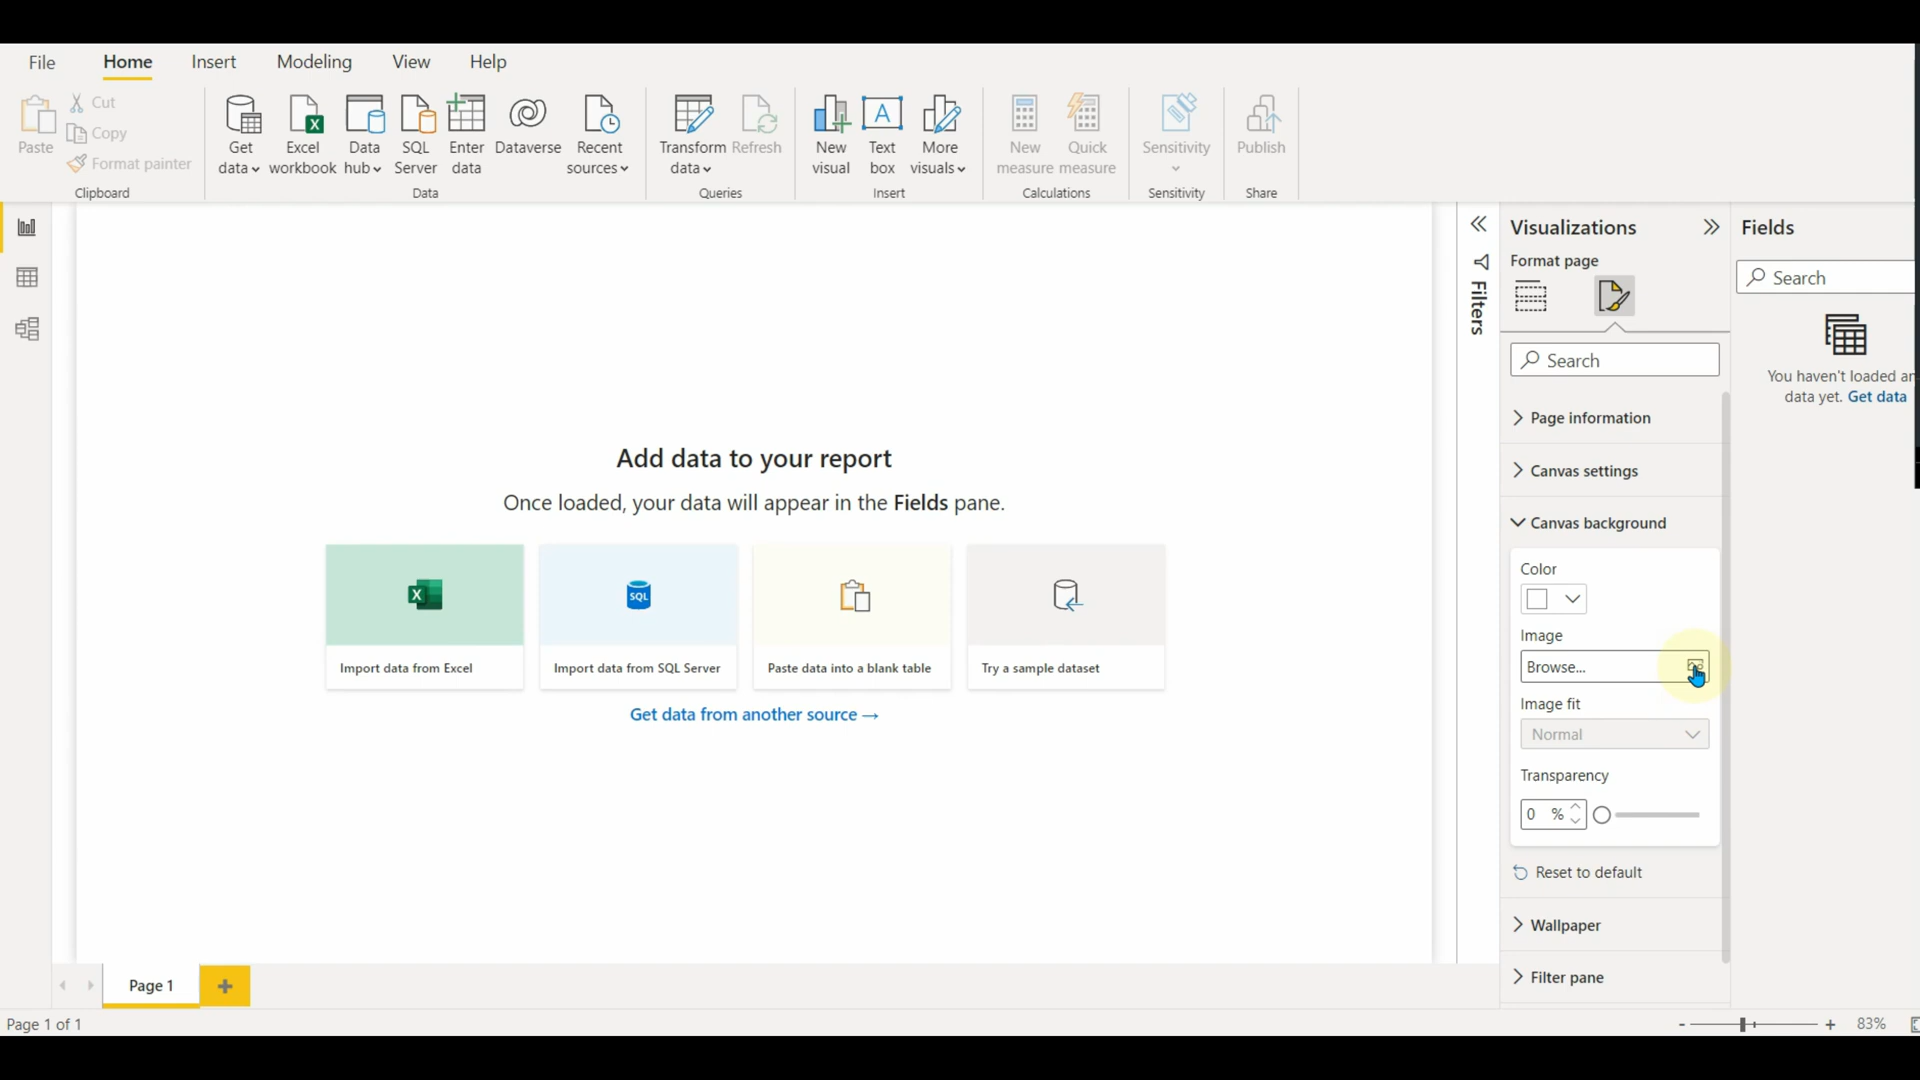 File Home Insert Modeling View Help
Paste
Cut
Copy
Format painter
Clipboard
Get data
Excel workbook
Data hub
SQL Server
Enter data
Dataverse
Recent sources
Data
Transform data
Refresh
Queries
New visual
Text box
More visuals
Insert
New measure
Quick measure
Calculations
Sensitivity
Sensitivity
Publish
Share
Add data to your report
Once loaded, your data will appear in the Fields pane.
SQL
Import data from Excel
Import data from SQL Server
Paste data into a blank table
Try a sample dataset
Get data from another source →
Filters
Visualizations
Format page
Search
Page information
Canvas settings
Canvas background
Color
Image
Browse...
Image fit
Normal
Transparency
0 %
Reset to default
Wallpaper
Filter pane
Fields
Search
You haven't loaded an
data yet. Get data
Page 1
Page 1 of 1
- + 83%